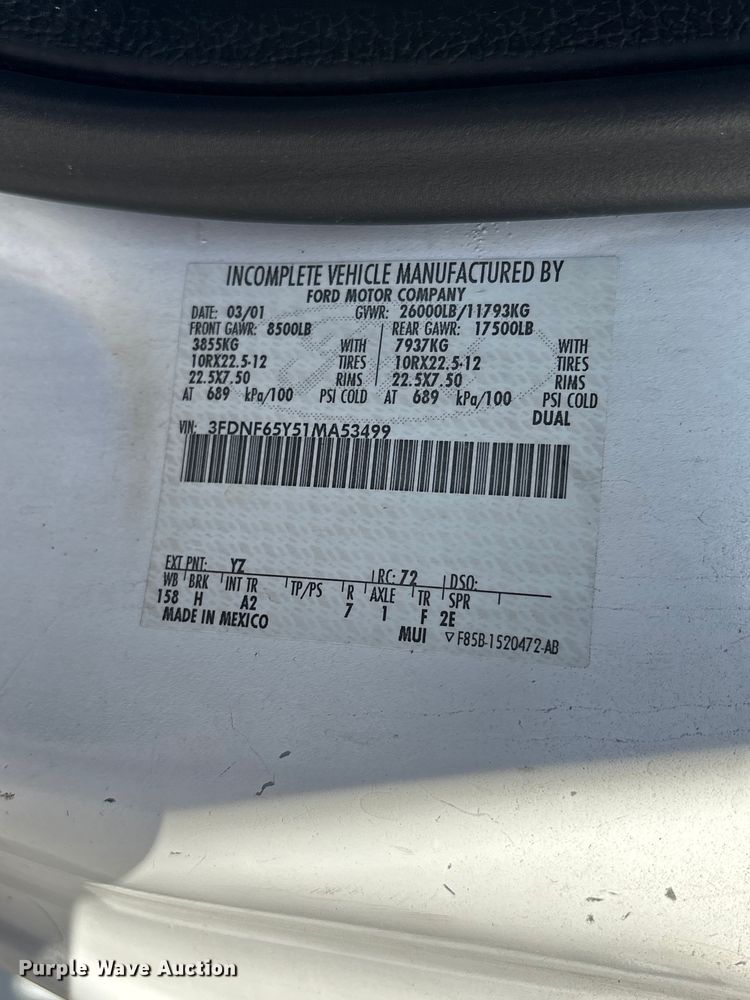 INCOMPLETE VEHICLE MANUFACTURED BY
FORD MOTOR COMPANY
DATE: 03/01 GVWR: 26000LB/11793KG
FRONT GAWR: 8500LB REAR GAWR: 17500LB
3855KG WITH 7937KG WITH
10RX22.5-12 TIRES 10RX22.5-12 TIRES
22.5X7.50 RIMS 22.5X7.50 RIMS
AT 689 kPa/100 PSI COLD AT 689 kPa/100 PSI COLD
DUAL
VIN: 3FDNF65Y51MA53499
EXT PNT: YZ RC: 72 DSO:
WB BRK INT TR TP/PS R AXLE TR SPR
158 H A2 7 1 F 2E
MADE IN MEXICO MUI ▽F85B-1520472-AB
Purple Wave Auction